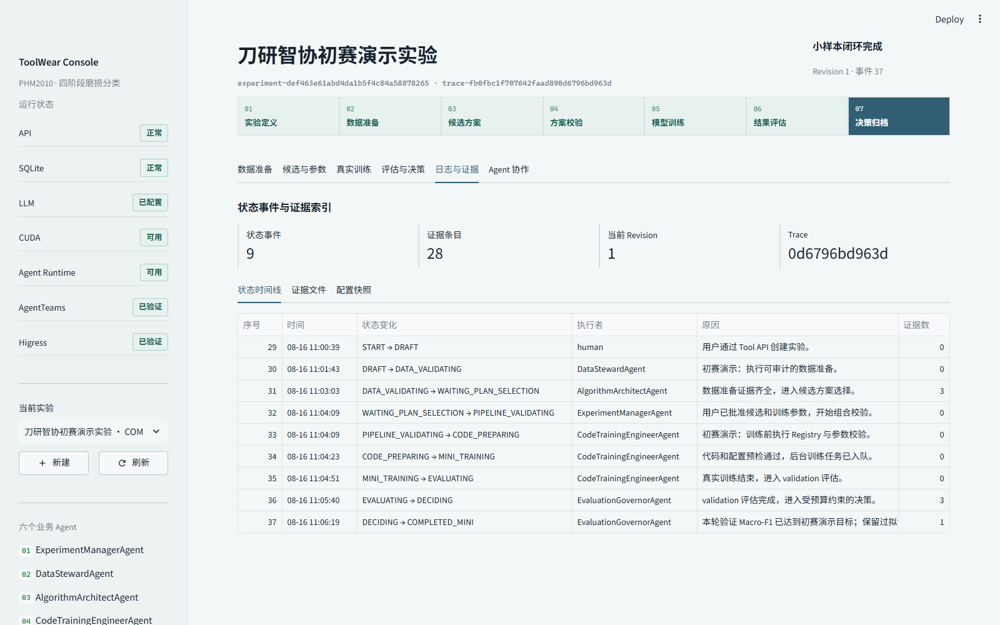 Deploy
ToolWear Console
PHM2010 · 四阶段磨损分类
运行状态
API 正常
SQLite 正常
LLM 已配置
CUDA 可用
Agent Runtime 可用
AgentTeams 已验证
Higress 已验证
当前实验
刀研智协初赛演示实验 · COM
新建 刷新
六个业务 Agent
01 ExperimentManagerAgent
02 DataStewardAgent
03 AlgorithmArchitectAgent
04 CodeTrainingEngineerAgent
刀研智协初赛演示实验
experiment-def463e61abd4da1b5f4c84a58878265 · trace-fb0fbc1f707642faad890d6796bd963d
小样本闭环完成
Revision 1 · 事件 37
01 02 03 04 05 06 07
实验定义 数据准备 候选方案 方案校验 模型训练 结果评估 决策归档
数据准备 候选与参数 真实训练 评估与决策 日志与证据 Agent 协作
状态事件与证据索引
状态事件 证据条目 当前 Revision Trace
9 28 1 0d6796bd963d
状态时间线 证据文件 配置快照
序号 时间 状态变化 执行者 原因 证据数
29 08-16 11:00:39 START → DRAFT human 用户通过 Tool API 创建实验。 0
30 08-16 11:01:43 DRAFT → DATA_VALIDATING DataStewardAgent 初赛演示：执行可审计的数据准备。 0
31 08-16 11:03:03 DATA_VALIDATING → WAITING_PLAN_SELECTION AlgorithmArchitectAgent 数据准备证据齐全，进入候选方案选择。 3
32 08-16 11:04:09 WAITING_PLAN_SELECTION → PIPELINE_VALIDATING ExperimentManagerAgent 用户已批准候选和训练参数，开始组合校验。 0
33 08-16 11:04:09 PIPELINE_VALIDATING → CODE_PREPARING CodeTrainingEngineerAgent 初赛演示：训练前执行 Registry 与参数校验。 0
34 08-16 11:04:23 CODE_PREPARING → MINI_TRAINING CodeTrainingEngineerAgent 代码和配置预检通过，后台训练任务已入队。 0
35 08-16 11:04:51 MINI_TRAINING → EVALUATING CodeTrainingEngineerAgent 真实训练结束，进入 validation 评估。 0
36 08-16 11:05:40 EVALUATING → DECIDING EvaluationGovernorAgent validation 评估完成，进入受预算约束的决策。 3
37 08-16 11:06:19 DECIDING → COMPLETED_MINI EvaluationGovernorAgent 本轮验证 Macro-F1 已达到初赛演示目标；保留过拟 1